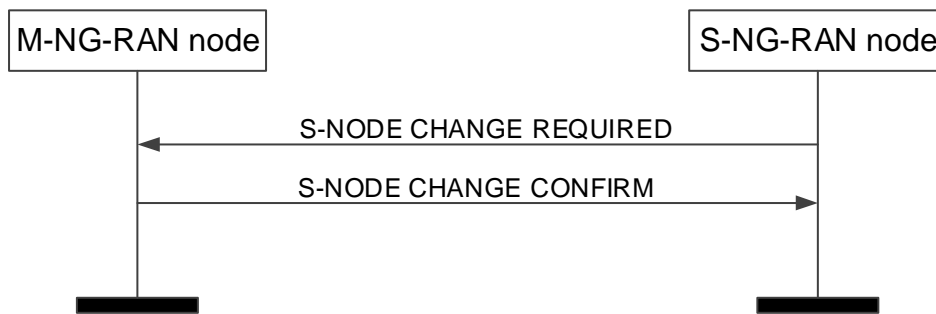 M-NG-RAN node
S-NG-RAN node
S-NODE CHANGE REQUIRED
S-NODE CHANGE CONFIRM